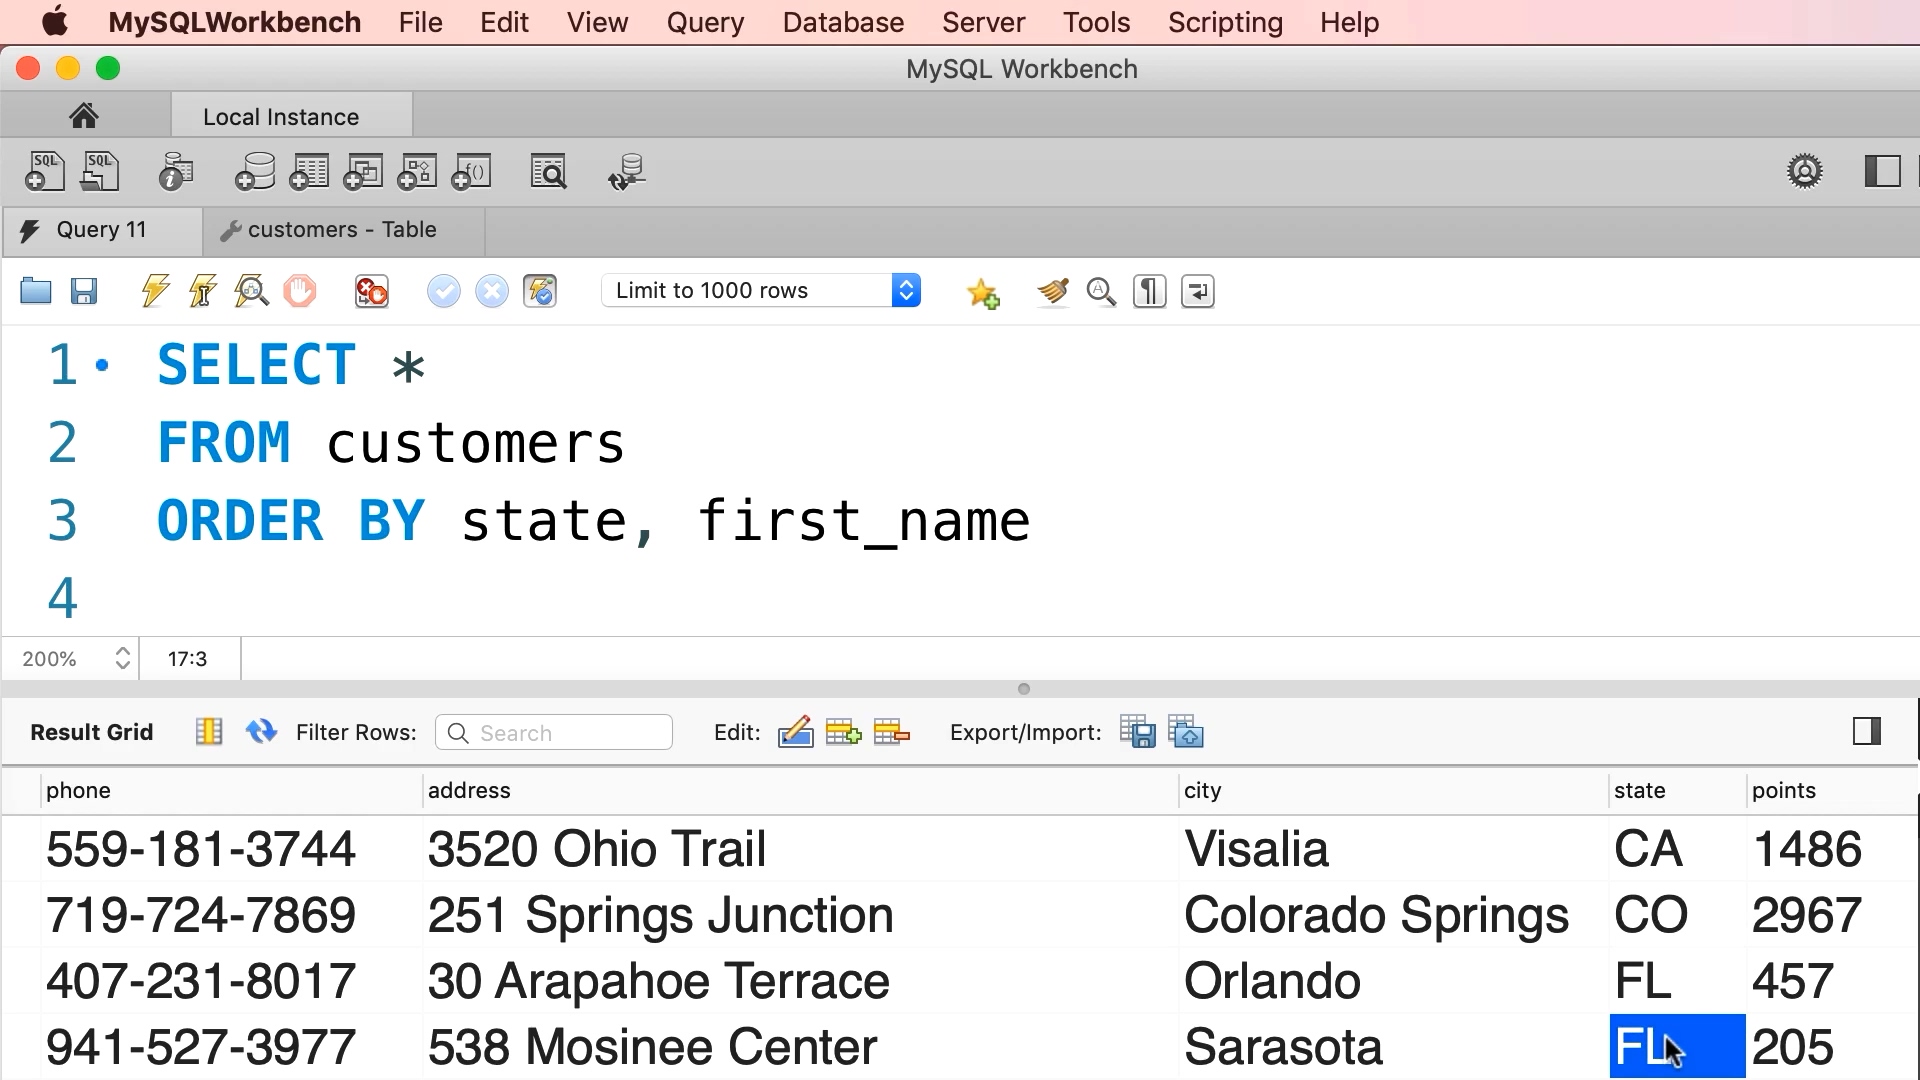 MySQLWorkbench File Edit View Query Database Server Tools Scripting Help
MySQL Workbench
Local Instance
SQL SQL
Query 11 customers - Table
Limit to 1000 rows
1 SELECT *
2 FROM customers
3 ORDER BY state, first_name
4
200% 17:3
Result Grid Filter Rows: Search Edit: Export/Import:
phone address city state points
559-181-3744 3520 Ohio Trail Visalia CA 1486
719-724-7869 251 Springs Junction Colorado Springs CO 2967
407-231-8017 30 Arapahoe Terrace Orlando FL 457
941-527-3977 538 Mosinee Center Sarasota FL 205